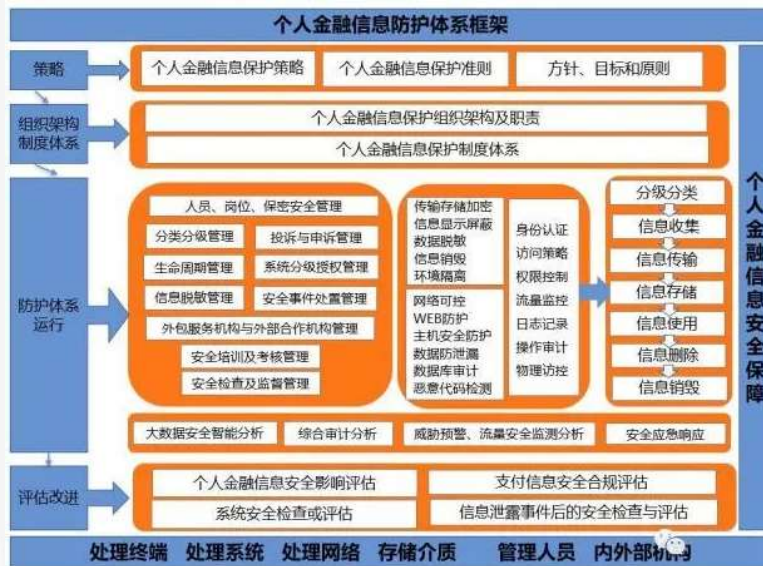 个人金融信息防护体系框架
策略
个人金融信息保护策略
个人金融信息保护准则
方针、目标和原则
组织架构
制度体系
个人金融信息保护组织架构及职责
个人金融信息保护制度体系
防护体系
运行
人员、岗位、保密安全管理
分类分级管理
投诉与申诉管理
生命周期管理
系统分级授权管理
信息脱敏管理
安全事件处置管理
外包服务机构与外部合作机构管理
安全培训及考核管理
安全检查及监督管理
传输存储加密
信息显示屏蔽
数据脱敏
信息销毁
环境隔离
网络可控
WEB防护
主机安全防护
数据防泄漏
数据库审计
恶意代码检测
身份认证
访问策略
权限控制
流量监控
日志记录
操作审计
物理访控
分级分类
信息收集
信息传输
信息存储
信息使用
信息删除
信息销毁
大数据安全智能分析
综合审计分析
威胁预警、流量安全监测分析
安全应急响应
评估改进
个人金融信息安全影响评估
支付信息安全合规评估
系统安全检查或评估
信息泄露事件后的安全检查与评估
个人金融信息安全保障
处理终端 处理系统 处理网络 存储介质 管理人员 内外部机构